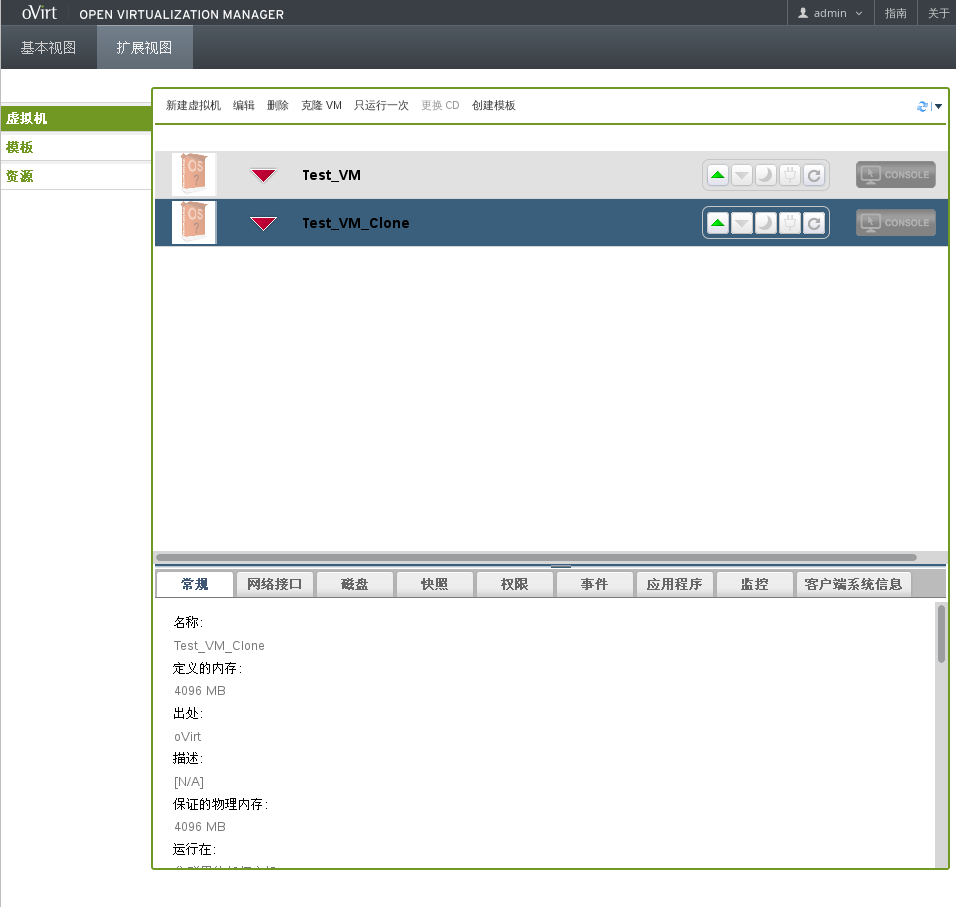 oVirt OPEN VIRTUALIZATION MANAGER
admin 指南 关于
基本视图 扩展视图
新建虚拟机 编辑 删除 克隆 VM 只运行一次 更换 CD 创建模板
虚拟机
模板
资源
OS ? Test_VM CONSOLE
OS ? Test_VM_Clone CONSOLE
常规 网络接口 磁盘 快照 权限 事件 应用程序 监控 客户端系统信息
名称:
Test_VM_Clone
定义的内存:
4096 MB
出处:
oVirt
描述:
[N/A]
保证的物理内存:
4096 MB
运行在: